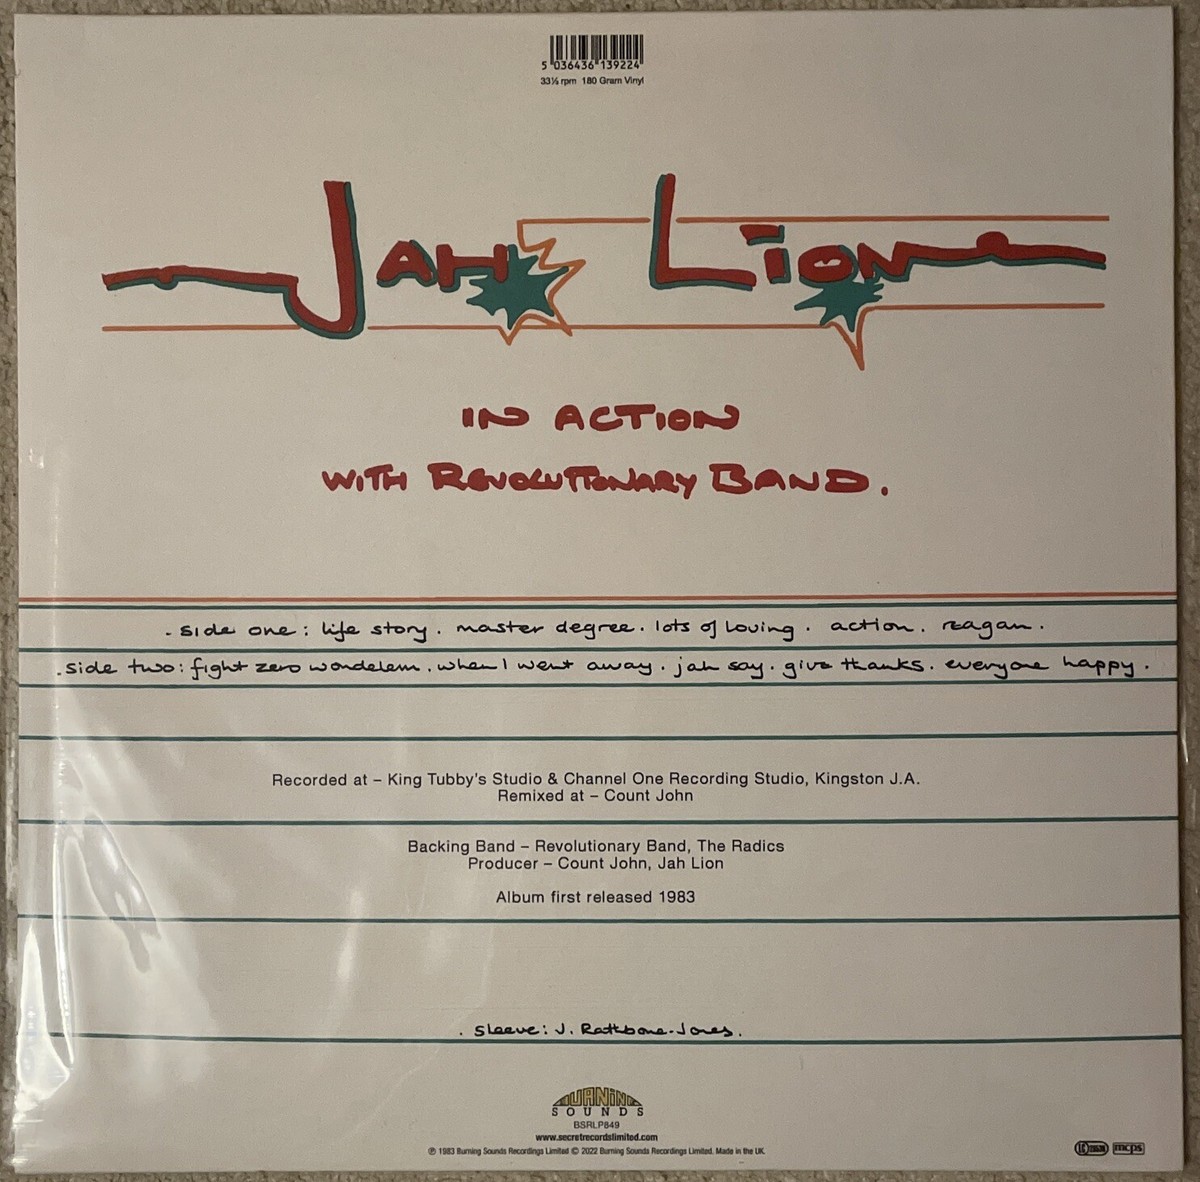 5 036436 139224
33⅓ rpm 180 Gram Vinyl
JAH LION
IN ACTION
WITH REVOLUTIONARY BAND.
. side one : life story . master degree . lots of loving . action . reagan .
. side two : fight zero wondelem . when I went away . jah say . give thanks . everyone happy .
Recorded at – King Tubby's Studio & Channel One Recording Studio, Kingston J.A.
Remixed at – Count John
Backing Band – Revolutionary Band, The Radics
Producer – Count John, Jah Lion
Album first released 1983
. sleeve : J. Rathbone-Jones .
BURNING
SOUNDS
BSRLP849
www.secretrecordslimited.com
℗ 1983 Burning Sounds Recordings Limited © 2022 Burning Sounds Recordings Limited. Made in the UK.
mcps